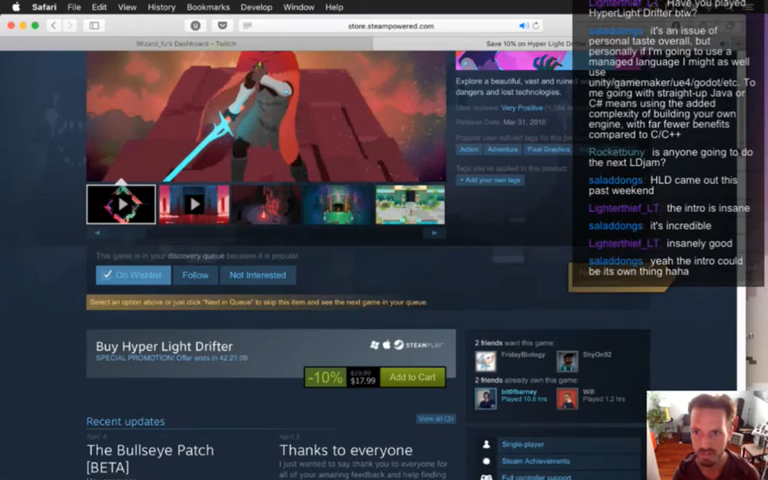 Safari File Edit View History Bookmarks Develop Window Help
store.steampowered.com
Wizard_fu's Dashboard - Twitch
Save 10% on Hyper Light Drifter
Explore a beautiful, vast and ruined
dangers and lost technologies.
User reviews: Very Positive
Release Date: Mar 31, 2016
Popular user-defined tags for this
Action Adventure Pixel Graphics
Tags you've applied to this product:
+ Add your own tags
This game is in your Discovery queue because it is popular
On Wishlist Follow Not Interested
Select an option above or just click "Next in Queue" to skip this item and see the next game in your queue.
Buy Hyper Light Drifter
SPECIAL PROMOTION! Offer ends in 42:21:00
STEAMPLAY
-10% $19.99 $17.99 Add to Cart
Recent updates
View all (3)
The Bullseye Patch
[BETA]
Thanks to everyone
I just wanted to say thank you to everyone for
all of your amazing feedback and help finding
2 friends want this game:
FridayBiology ShyOn92
2 friends already own this game:
bit0fbarney Will
Played 10.8 hrs Played 1.2 hrs
Single-player
Steam Achievements
Full controller support
Lighterthief_LT: Have you played
HyperLight Drifter btw?
saladdongs: it's an issue of
personal taste overall, but
personally if I'm going to use a
managed language I might as well
use
unity/gamemaker/ue4/godot/etc. To
me going with straight-up Java or
C# means using the added
complexity of building your own
engine, with far fewer benefits
compared to C/C++
Rocketbuny: is anyone going to do
the next LDjam?
saladdongs: HLD came out this
past weekend
Lighterthief_LT: the intro is insane
saladdongs: it's incredible
Lighterthief_LT: insanely good
saladdongs: yeah the intro could
be its own thing haha